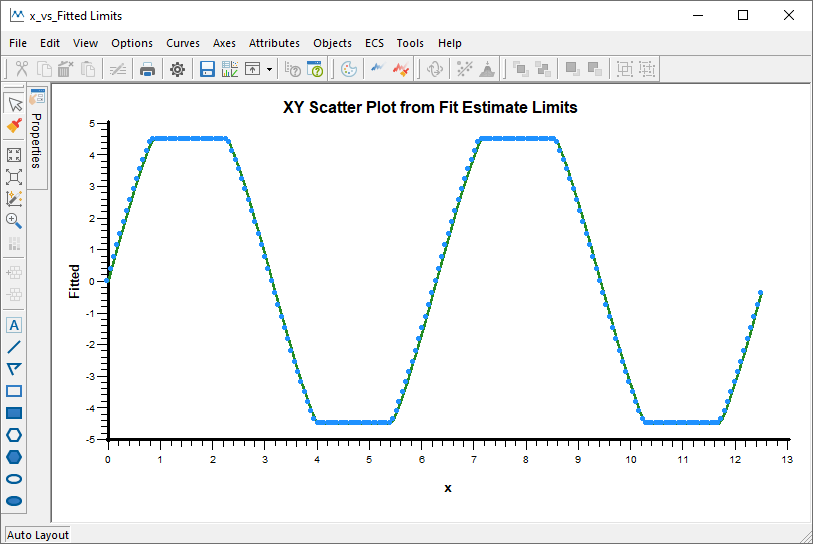 x_vs_Fitted Limits
File Edit View Options Curves Axes Attributes Objects ECS Tools Help
Properties
A
XY Scatter Plot from Fit Estimate Limits
5
4
3
2
1
0
-1
-2
-3
-4
-5
Fitted
0 1 2 3 4 5 6 7 8 9 10 11 12 13
x
Auto Layout